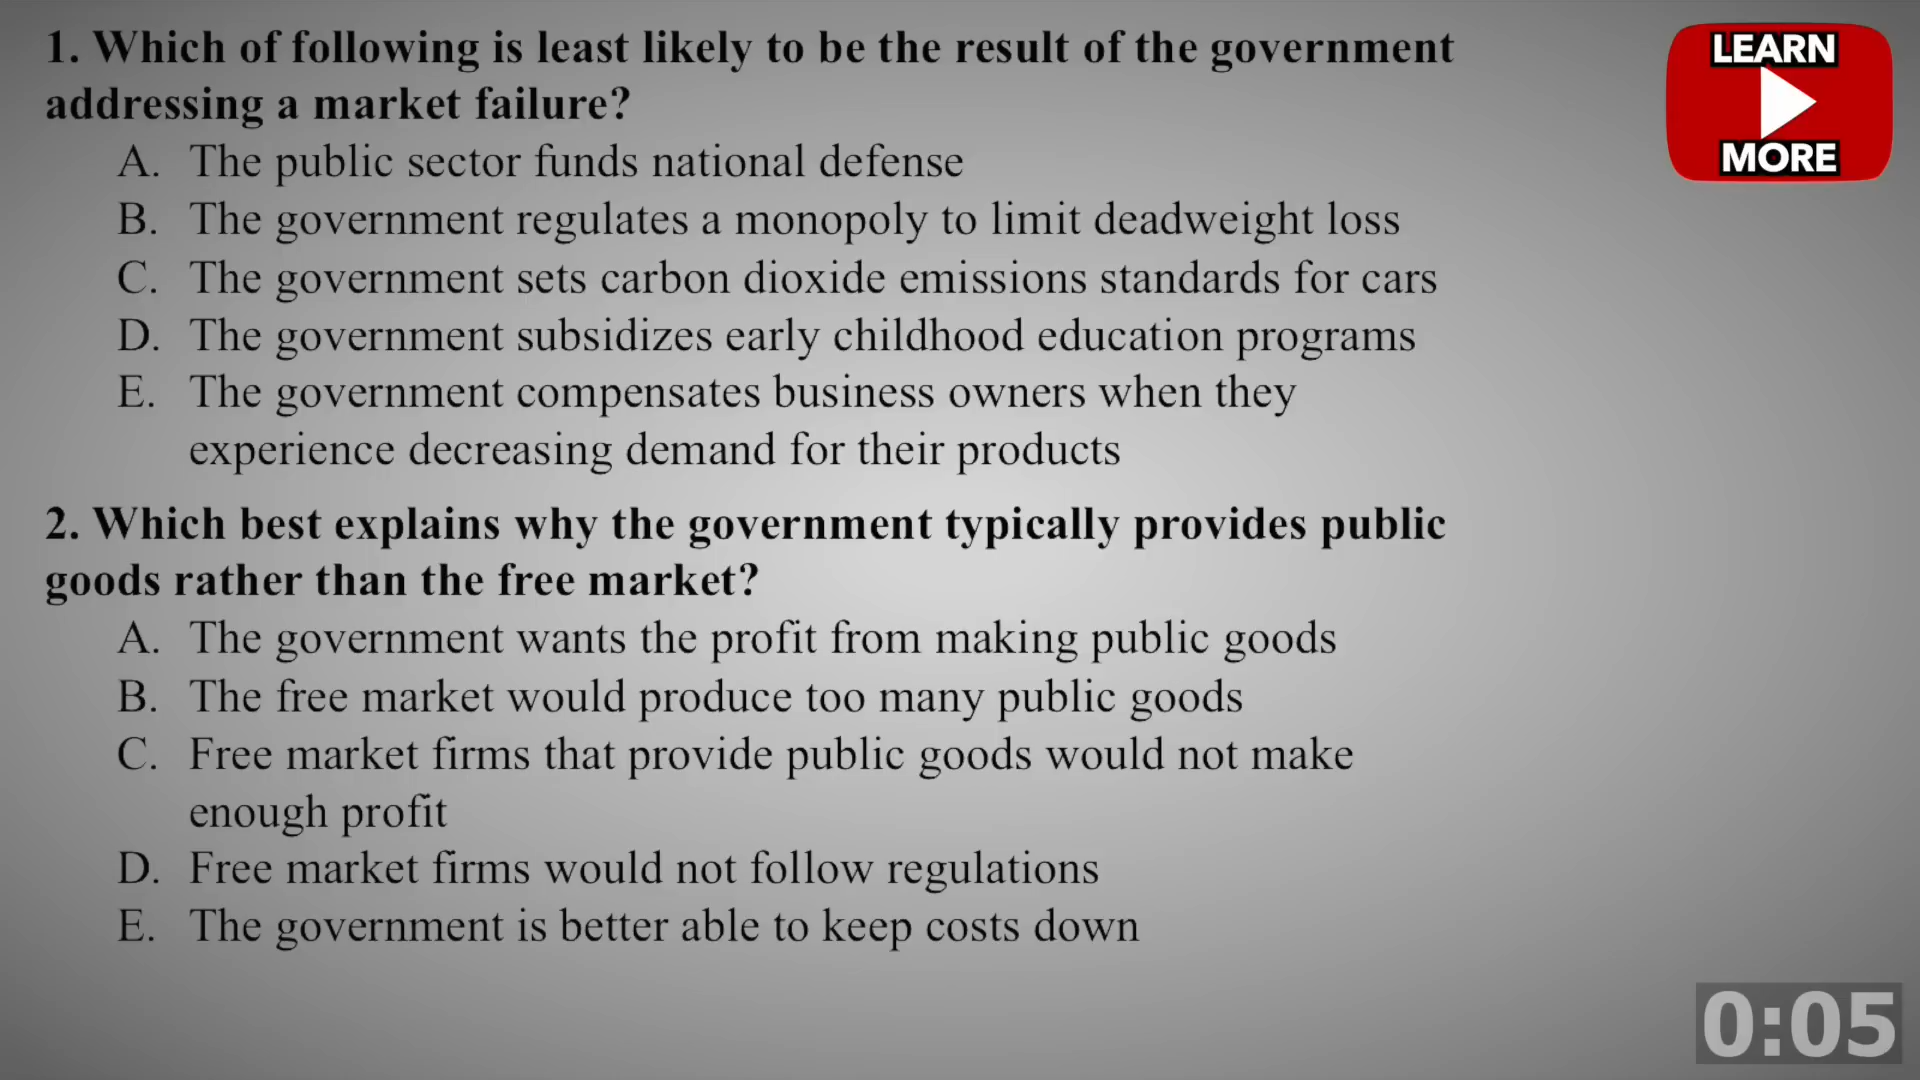 1. Which of following is least likely to be the result of the government
addressing a market failure?
A. The public sector funds national defense
B. The government regulates a monopoly to limit deadweight loss
C. The government sets carbon dioxide emissions standards for cars
D. The government subsidizes early childhood education programs
E. The government compensates business owners when they
experience decreasing demand for their products
2. Which best explains why the government typically provides public
goods rather than the free market?
A. The government wants the profit from making public goods
B. The free market would produce too many public goods
C. Free market firms that provide public goods would not make
enough profit
D. Free market firms would not follow regulations
E. The government is better able to keep costs down
LEARN
MORE
0:05